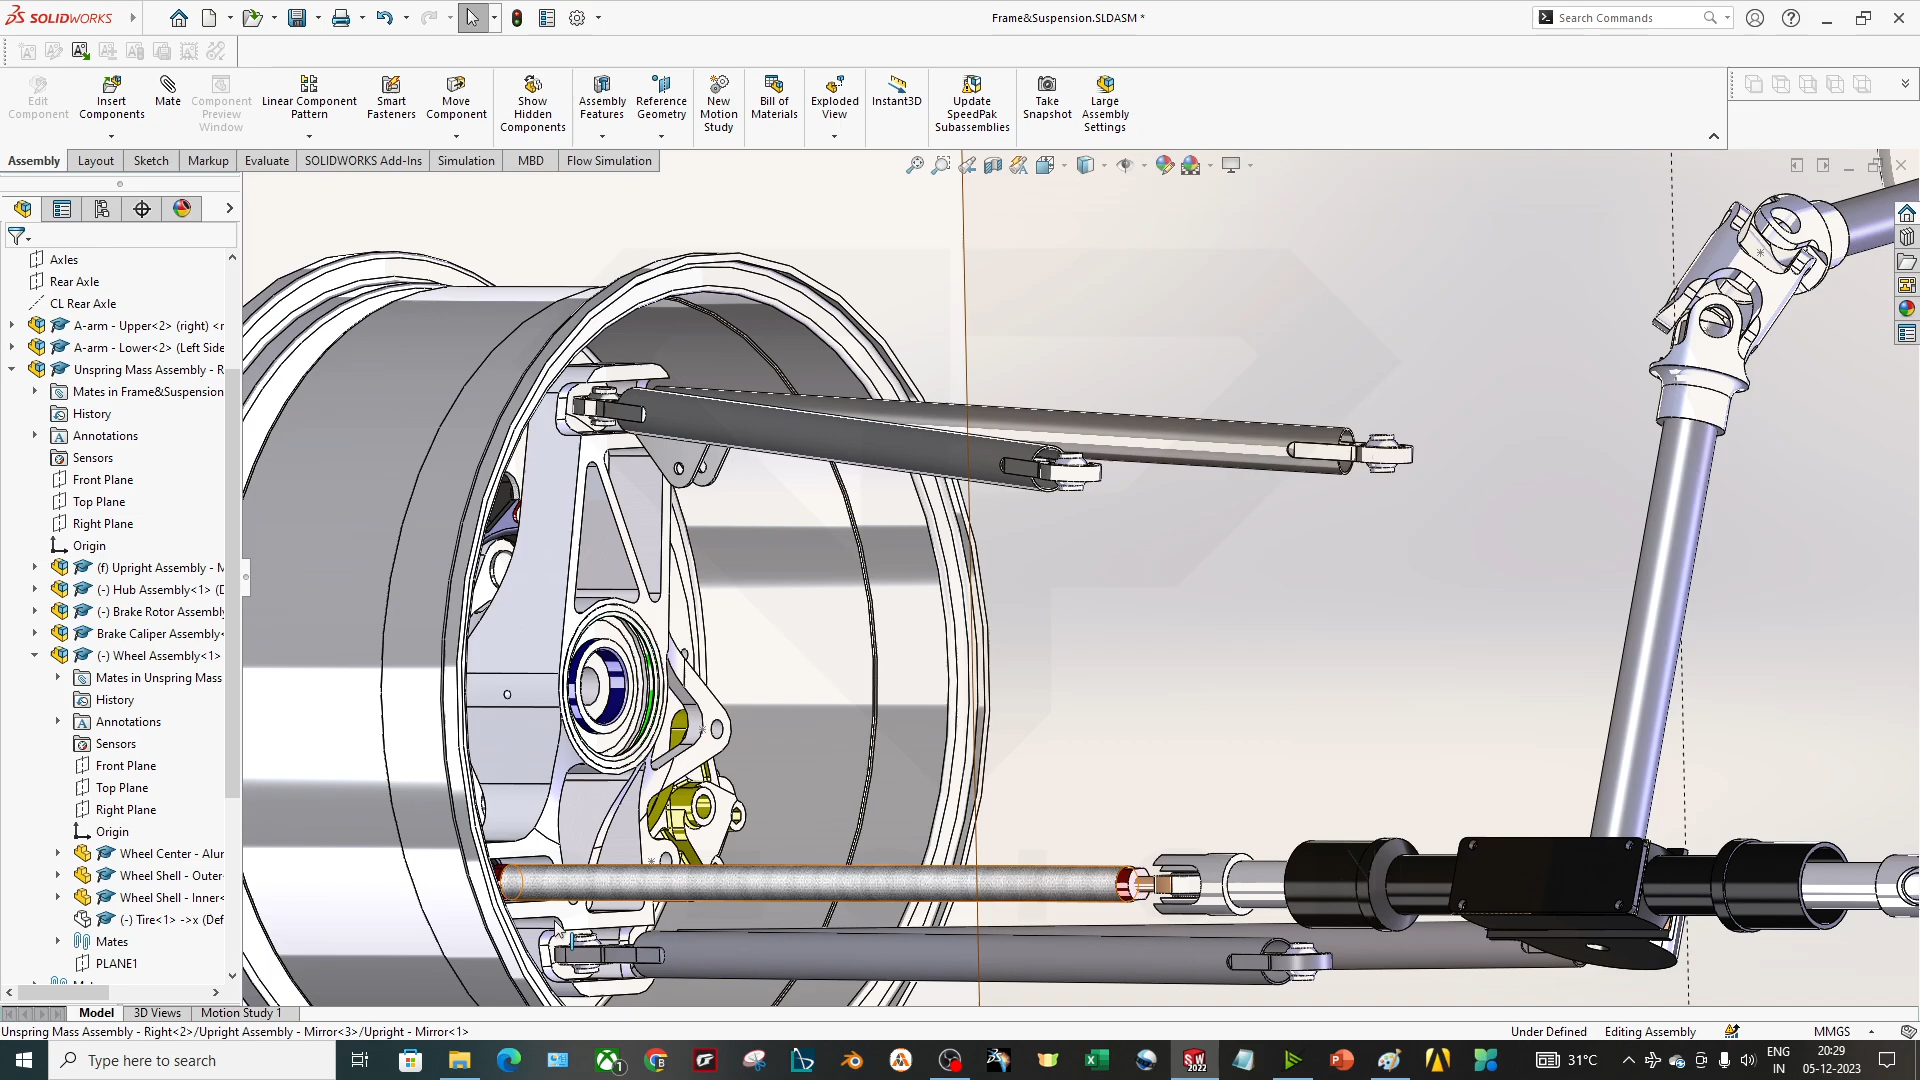 SOLIDWORKS
Frame&Suspension.SLDASM *
Search Commands
Edit Component
Insert Components
Mate
Component Preview Window
Linear Component Pattern
Smart Fasteners
Move Component
Show Hidden Components
Assembly Features
Reference Geometry
New Motion Study
Bill of Materials
Exploded View
Instant3D
Update SpeedPak Subassemblies
Take Snapshot
Large Assembly Settings
Assembly
Layout
Sketch
Markup
Evaluate
SOLIDWORKS Add-Ins
Simulation
MBD
Flow Simulation
Axles
Rear Axle
CL Rear Axle
A-arm - Upper<2> (right) <r
A-arm - Lower<2> (Left Side
Unspring Mass Assembly - R
Mates in Frame&Suspension
History
Annotations
Sensors
Front Plane
Top Plane
Right Plane
Origin
(f) Upright Assembly - M
(-) Hub Assembly<1> (D
(-) Brake Rotor Assembly
Brake Caliper Assembly<
(-) Wheel Assembly<1>
Mates in Unspring Mass
History
Annotations
Sensors
Front Plane
Top Plane
Right Plane
Origin
Wheel Center - Alur
Wheel Shell - Outer
Wheel Shell - Inner<
(-) Tire<1> ->x (Def
Mates
PLANE1
Model
3D Views
Motion Study 1
Unspring Mass Assembly - Right<2>/Upright Assembly - Mirror<3>/Upright - Mirror<1>
Under Defined
Editing Assembly
MMGS
Type here to search
31°C
ENG
IN
20:29
05-12-2023